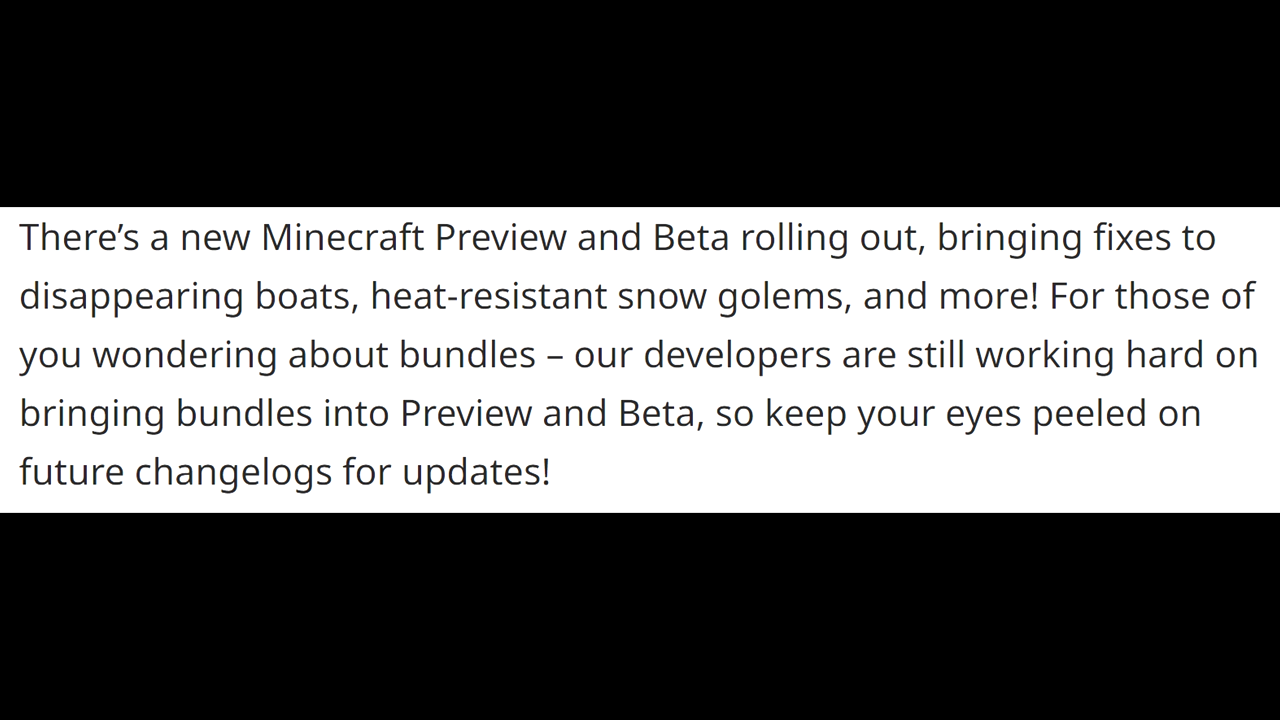 There’s a new Minecraft Preview and Beta rolling out, bringing fixes to
disappearing boats, heat-resistant snow golems, and more! For those of
you wondering about bundles – our developers are still working hard on
bringing bundles into Preview and Beta, so keep your eyes peeled on
future changelogs for updates!